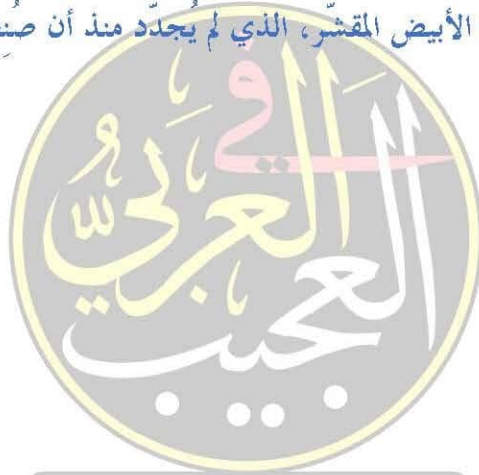 الأبيض المقشّر، الذي لم يُجدّد منذ أن صُنِع
العجيب
في
العربيّ